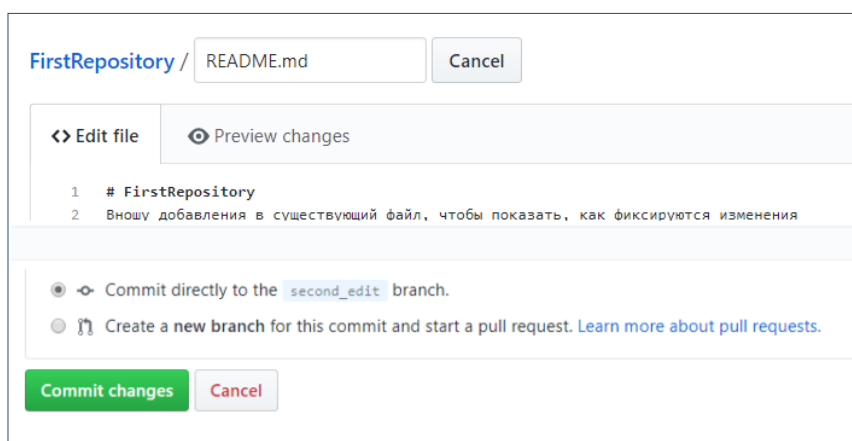 FirstRepository / README.md Cancel
<> Edit file Preview changes
1 # FirstRepository
2 Вношу добавления в существующий файл, чтобы показать, как фиксируются изменения
Commit directly to the second_edit branch.
Create a new branch for this commit and start a pull request. Learn more about pull requests.
Commit changes Cancel